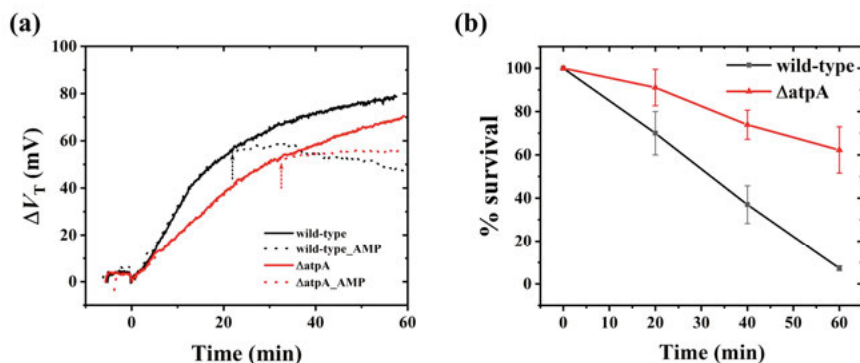 (a)
100
80
60
40
20
0
ΔV_T (mV)
0 20 40 60
Time (min)
wild-type
wild-type_AMP
ΔatpA
ΔatpA_AMP
(b)
100
80
60
40
20
0
% survival
0 10 20 30 40 50 60
Time (min)
wild-type
ΔatpA